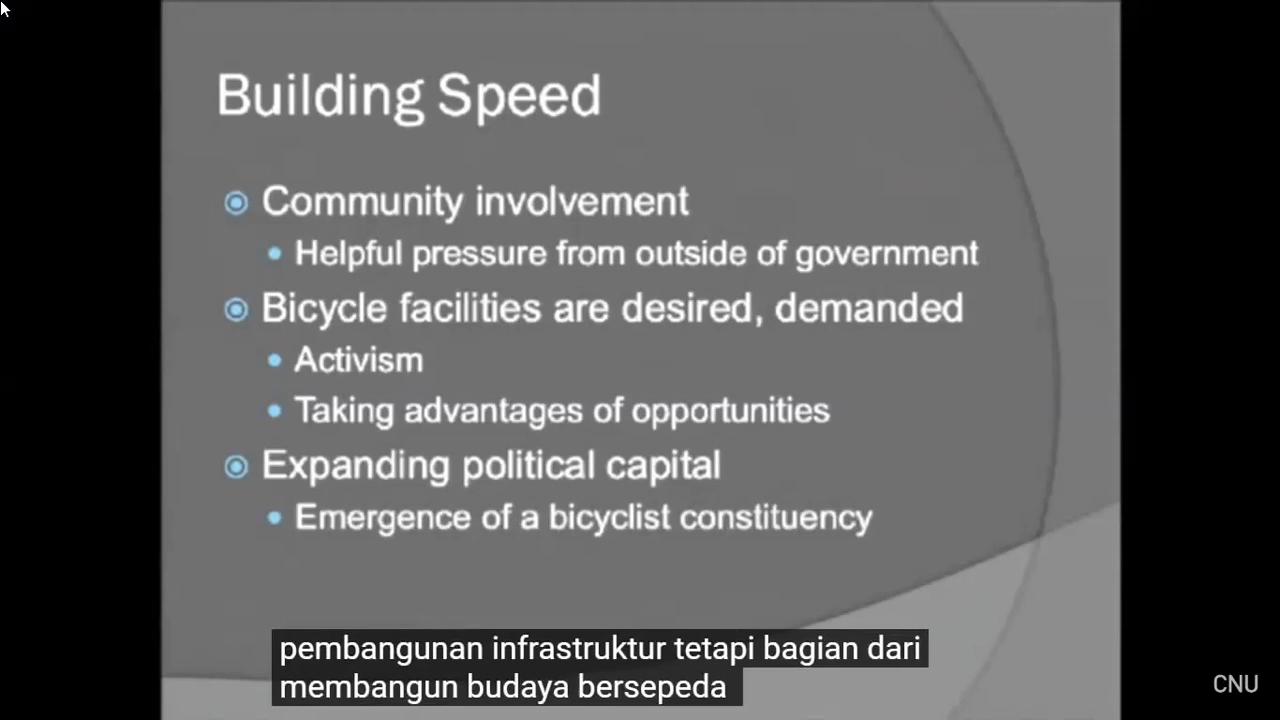 Building Speed
Community involvement
Helpful pressure from outside of government
Bicycle facilities are desired, demanded
Activism
Taking advantages of opportunities
Expanding political capital
Emergence of a bicyclist constituency
pembangunan infrastruktur tetapi bagian dari
membangun budaya bersepeda
CNU